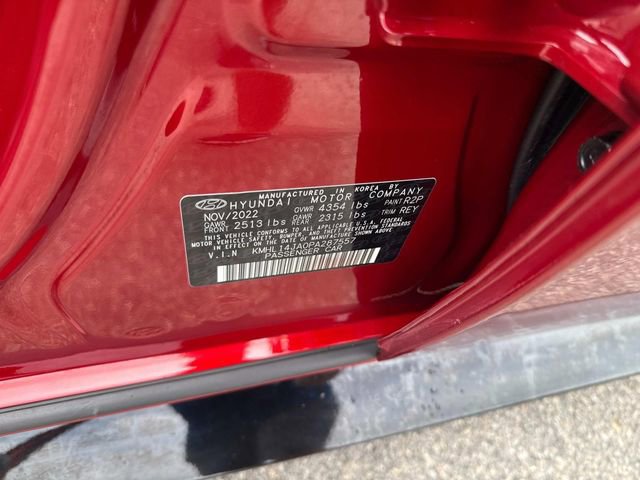 MANUFACTURED IN KOREA BY
HYUNDAI MOTOR COMPANY
NOV/2022 GVWR 4354 lbs PAINT R2P
GAWR FRONT 2513 lbs GAWR REAR 2315 lbs TRIM REY
THIS VEHICLE CONFORMS TO ALL APPLICABLE U.S.A. FEDERAL
MOTOR VEHICLE SAFETY, BUMPER, AND THEFT PREVENTION STANDARDS
IN EFFECT ON THE DATE OF MANUFACTURE SHOWN ABOVE.
V.I.N KMHL14JA0PA287557
PASSENGER CAR